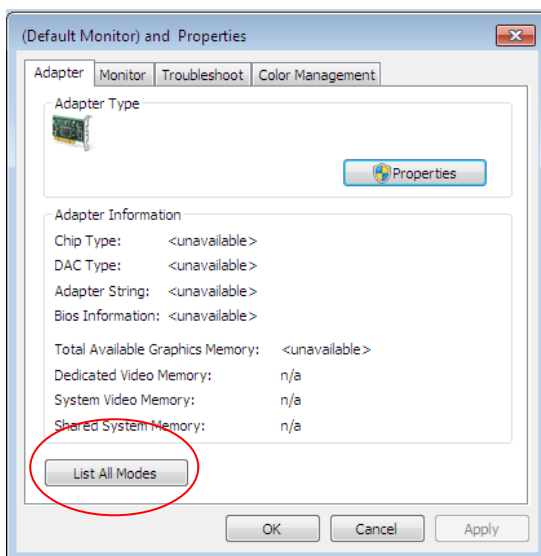 (Default Monitor) and Properties
Adapter Monitor Troubleshoot Color Management
Adapter Type
Properties
Adapter Information
Chip Type: <unavailable>
DAC Type: <unavailable>
Adapter String: <unavailable>
Bios Information: <unavailable>
Total Available Graphics Memory: <unavailable>
Dedicated Video Memory: n/a
System Video Memory: n/a
Shared System Memory: n/a
List All Modes
OK Cancel Apply